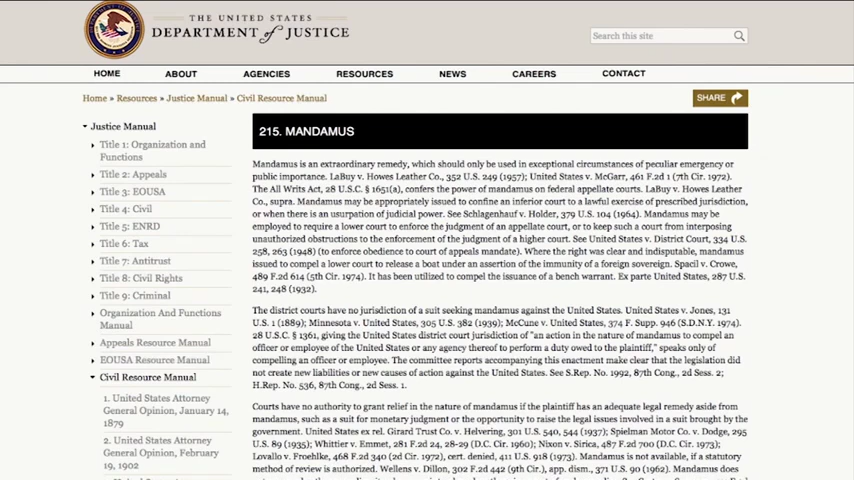 THE UNITED STATES
DEPARTMENT of JUSTICE
Search this site
HOME ABOUT AGENCIES RESOURCES NEWS CAREERS CONTACT
Home » Resources » Justice Manual » Civil Resource Manual
SHARE
Justice Manual
Title 1: Organization and
Functions
Title 2: Appeals
Title 3: EOUSA
Title 4: Civil
Title 5: ENRD
Title 6: Tax
Title 7: Antitrust
Title 8: Civil Rights
Title 9: Criminal
Organization And Functions
Manual
Appeals Resource Manual
EOUSA Resource Manual
Civil Resource Manual
1. United States Attorney
General Opinion, January 14,
1879
2. United States Attorney
General Opinion, February
19, 1902
215. MANDAMUS
Mandamus is an extraordinary remedy, which should only be used in exceptional circumstances of peculiar emergency or
public importance. LaBuy v. Howes Leather Co., 352 U.S. 249 (1957); United States v. McGarr, 461 F.2d 1 (7th Cir. 1972).
The All Writs Act, 28 U.S.C. § 1651(a), confers the power of mandamus on federal appellate courts. LaBuy v. Howes Leather
Co., supra. Mandamus may be appropriately issued to confine an inferior court to a lawful exercise of prescribed jurisdiction,
or when there is an usurpation of judicial power. See Schlagenhauf v. Holder, 379 U.S. 104 (1964). Mandamus may be
employed to require a lower court to enforce the judgment of an appellate court, or to keep such a court from interposing
unauthorized obstructions to the enforcement of the judgment of a higher court. See United States v. District Court, 334 U.S.
258, 263 (1948) (to enforce obedience to court of appeals mandate). Where the right was clear and indisputable, mandamus
issued to compel a lower court to release a boat under an assertion of the immunity of a foreign sovereign. Spacil v. Crowe,
489 F.2d 614 (5th Cir. 1974). It has been utilized to compel the issuance of a bench warrant. Ex parte United States, 287 U.S.
241, 248 (1932).
The district courts have no jurisdiction of a suit seeking mandamus against the United States. United States v. Jones, 131
U.S. 1 (1889); Minnesota v. United States, 305 U.S. 382 (1939); McCune v. United States, 374 F. Supp. 946 (S.D.N.Y. 1974).
28 U.S.C. § 1361, giving the United States district court jurisdiction of "an action in the nature of mandamus to compel an
officer or employee of the United States or any agency thereof to perform a duty owed to the plaintiff," speaks only of
compelling an officer or employee. The committee reports accompanying this enactment make clear that the legislation did
not create new liabilities or new causes of action against the United States. See S.Rep. No. 1992, 87th Cong., 2d Sess. 2;
H.Rep. No. 536, 87th Cong., 2d Sess. 1.
Courts have no authority to grant relief in the nature of mandamus if the plaintiff has an adequate legal remedy aside from
mandamus, such as a suit for monetary judgment or the opportunity to raise the legal issues involved in a suit brought by the
government. United States ex rel. Girard Trust Co. v. Helvering, 301 U.S. 540, 544 (1937); Spielman Motor Co. v. Dodge, 295
U.S. 89 (1935); Whittier v. Emmet, 281 F.2d 24, 28-29 (D.C. Cir. 1960); Nixon v. Sirica, 487 F.2d 700 (D.C. Cir. 1973);
Lovallo v. Froehlke, 468 F.2d 340 (2d Cir. 1972), cert. denied, 411 U.S. 918 (1973). Mandamus is not available, if a statutory
method of review is authorized. Wellens v. Dillon, 302 F.2d 442 (9th Cir.), app. dism., 371 U.S. 90 (1962). Mandamus does